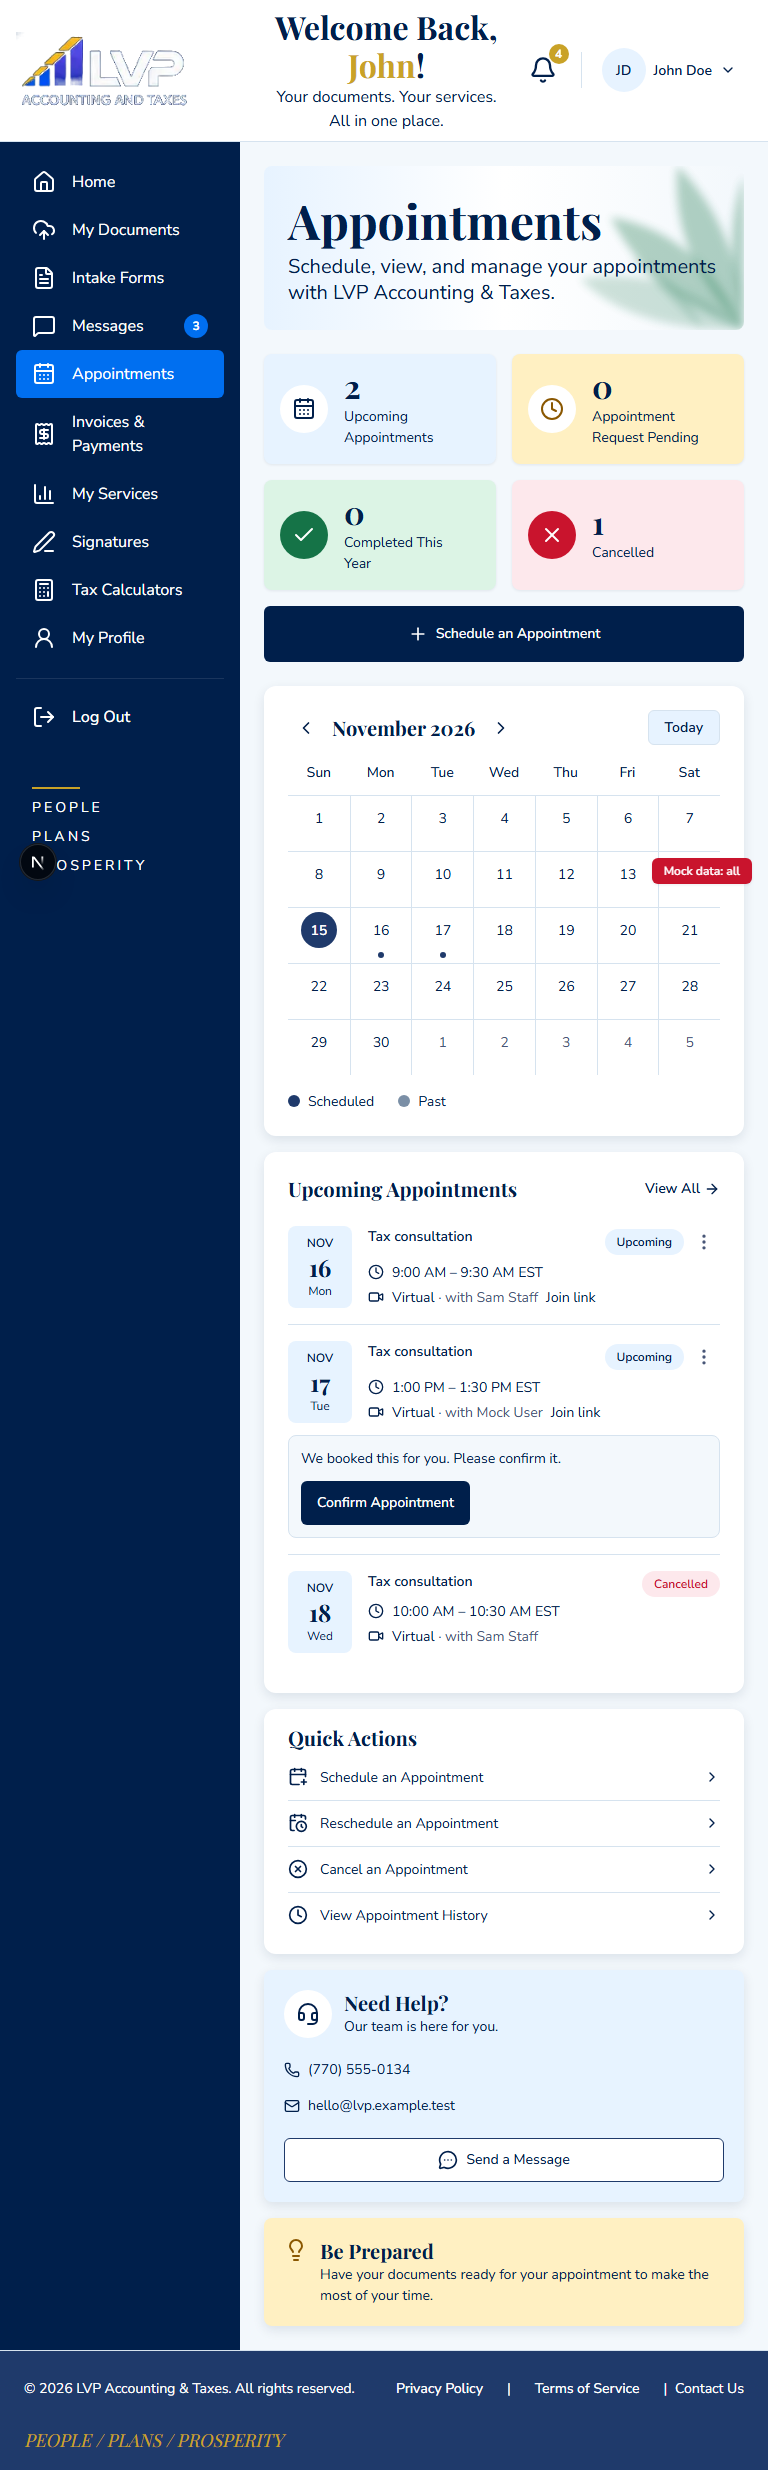 LVP
ACCOUNTING AND TAXES
Welcome Back,
John!
Your documents. Your services.
All in one place.
4
JD
John Doe
Home
My Documents
Intake Forms
Messages
3
Appointments
Invoices &
Payments
My Services
Signatures
Tax Calculators
My Profile
Log Out
PEOPLE
PLANS
OSPERITY
N
Appointments
Schedule, view, and manage your appointments
with LVP Accounting & Taxes.
2
Upcoming
Appointments
0
Appointment
Request Pending
0
Completed This
Year
1
Cancelled
Schedule an Appointment
November 2026
Today
Sun Mon Tue Wed Thu Fri Sat
1 2 3 4 5 6 7
8 9 10 11 12 13
Mock data: all
15 16 17 18 19 20 21
22 23 24 25 26 27 28
29 30 1 2 3 4 5
Scheduled
Past
Upcoming Appointments
View All
NOV
16
Mon
Tax consultation
Upcoming
9:00 AM – 9:30 AM EST
Virtual · with Sam Staff Join link
NOV
17
Tue
Tax consultation
Upcoming
1:00 PM – 1:30 PM EST
Virtual · with Mock User Join link
We booked this for you. Please confirm it.
Confirm Appointment
NOV
18
Wed
Tax consultation
Cancelled
10:00 AM – 10:30 AM EST
Virtual · with Sam Staff
Quick Actions
Schedule an Appointment
Reschedule an Appointment
Cancel an Appointment
View Appointment History
Need Help?
Our team is here for you.
(770) 555-0134
hello@lvp.example.test
Send a Message
Be Prepared
Have your documents ready for your appointment to make the
most of your time.
© 2026 LVP Accounting & Taxes. All rights reserved.
Privacy Policy | Terms of Service | Contact Us
PEOPLE / PLANS / PROSPERITY